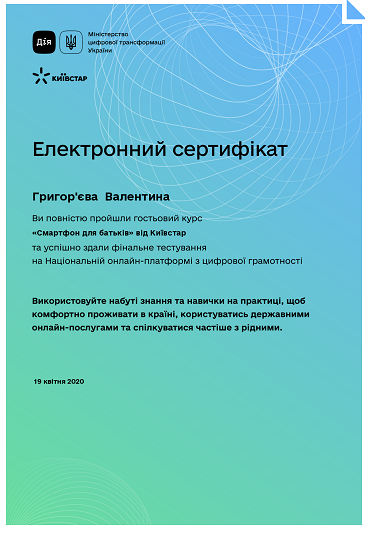 Дія
Міністерство
цифрової трансформації
України
КИЇВСТАР
Електронний сертифікат
Григор'єва Валентина
Ви повністю пройшли гостьовий курс
«Смартфон для батьків» від Київстар
та успішно здали фінальне тестування
на Національній онлайн-платформі з цифрової грамотності
Використовуйте набуті знання та навички на практиці, щоб
комфортно проживати в країні, користуватись державними
онлайн-послугами та спілкуватися частіше з рідними.
19 квітня 2020